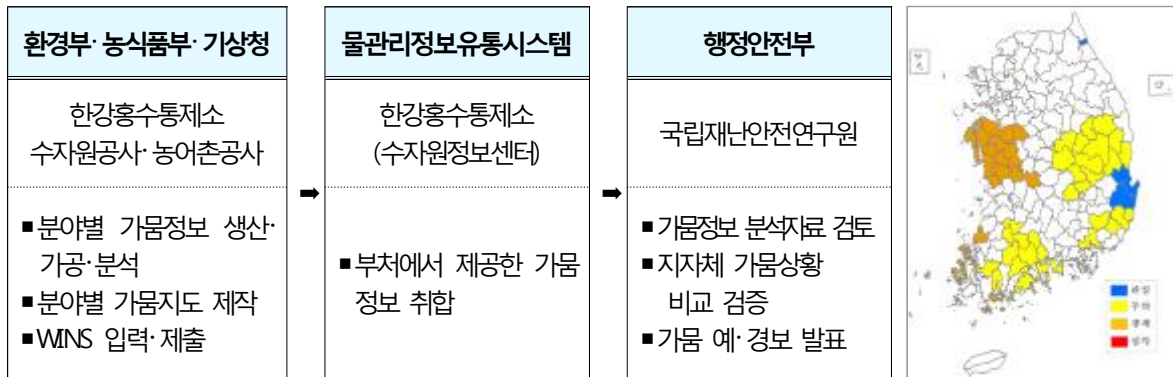 환경부·농식품부·기상청
한강홍수통제소
수자원공사·농어촌공사
■분야별 가뭄정보 생산·
가공·분석
■분야별 가뭄지도 제작
■WINS 입력·제출
➡
물관리정보유통시스템
한강홍수통제소
(수자원정보센터)
■부처에서 제공한 가뭄
정보 취합
➡
행정안전부
국립재난안전연구원
■가뭄정보 분석자료 검토
■지자체 가뭄상황
비교 검증
■가뭄 예·경보 발표